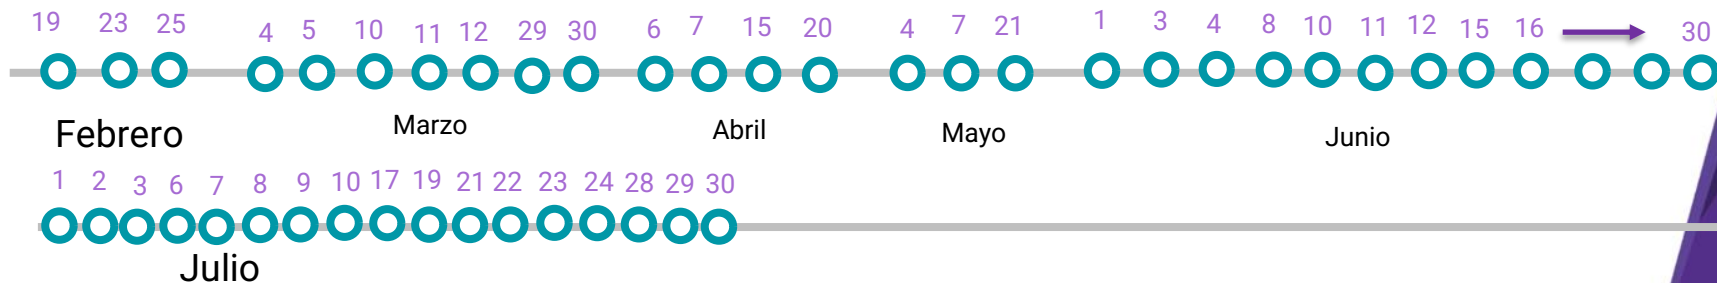 19 23 25 4 5 10 11 12 29 30 6 7 15 20 4 7 21 1 3 4 8 10 11 12 15 16 30
Febrero Marzo Abril Mayo Junio
1 2 3 6 7 8 9 10 17 19 21 22 23 24 28 29 30
Julio